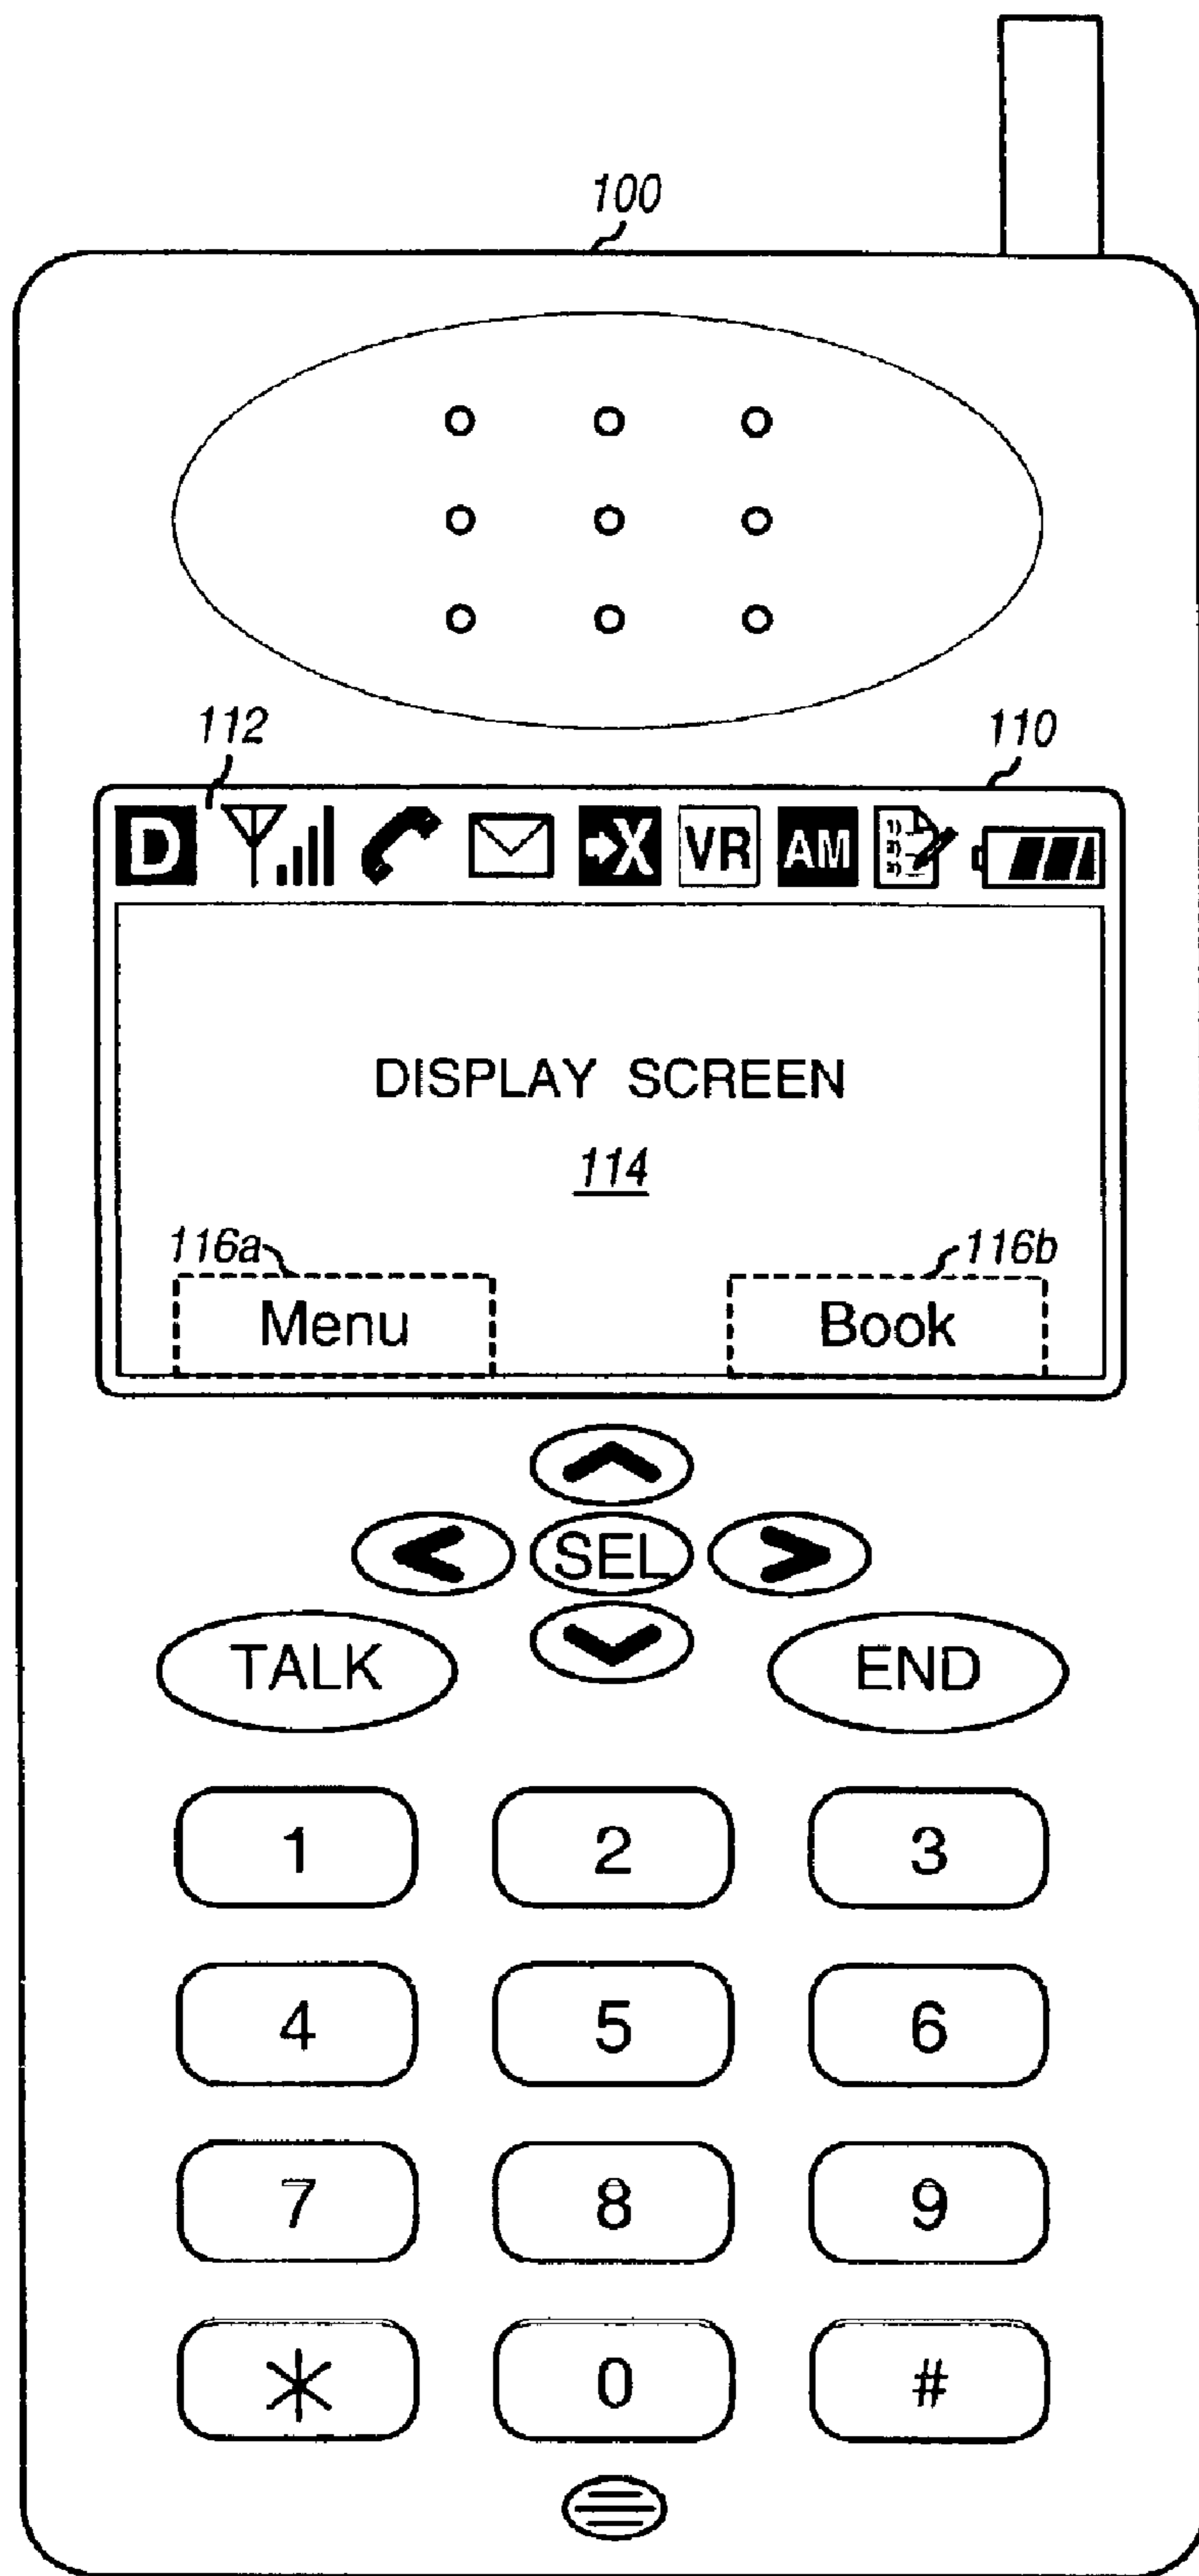 100
112 110
D X VR AM
DISPLAY SCREEN
114
116a 116b
Menu Book
SEL
TALK END
1 2 3
4 5 6
7 8 9
* 0 #